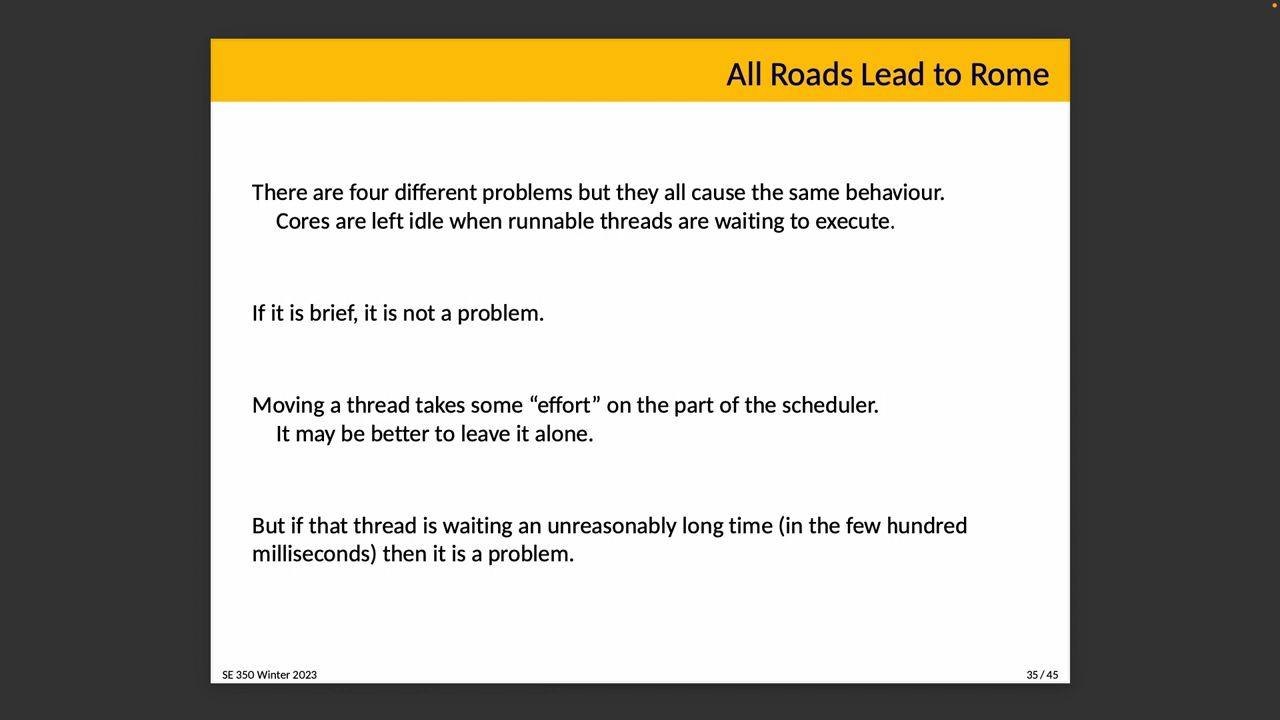 All Roads Lead to Rome
There are four different problems but they all cause the same behaviour.
Cores are left idle when runnable threads are waiting to execute.
If it is brief, it is not a problem.
Moving a thread takes some “effort” on the part of the scheduler.
It may be better to leave it alone.
But if that thread is waiting an unreasonably long time (in the few hundred
milliseconds) then it is a problem.
SE 350 Winter 2023
35 / 45